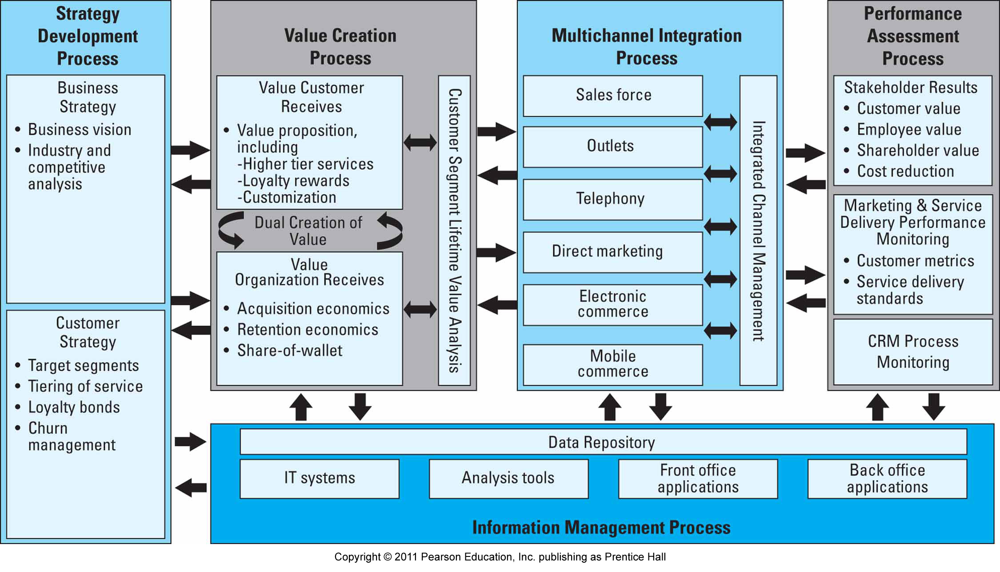 Strategy
Development
Process
Business
Strategy
• Business vision
• Industry and
competitive
analysis
Customer
Strategy
• Target segments
• Tiering of service
• Loyalty bonds
• Churn
management
Value Creation
Process
Value Customer
Receives
• Value proposition,
including
-Higher tier services
-Loyalty rewards
-Customization
Dual Creation of
Value
Value
Organization Receives
• Acquisition economics
• Retention economics
• Share-of-wallet
Customer Segment Lifetime Value Analysis
Multichannel Integration
Process
Sales force
Outlets
Telephony
Direct marketing
Electronic
commerce
Mobile
commerce
Integrated Channel Management
Performance
Assessment
Process
Stakeholder Results
• Customer value
• Employee value
• Shareholder value
• Cost reduction
Marketing & Service
Delivery Performance
Monitoring
• Customer metrics
• Service delivery
standards
CRM Process
Monitoring
Data Repository
IT systems
Analysis tools
Front office
applications
Back office
applications
Information Management Process
Copyright © 2011 Pearson Education, Inc. publishing as Prentice Hall